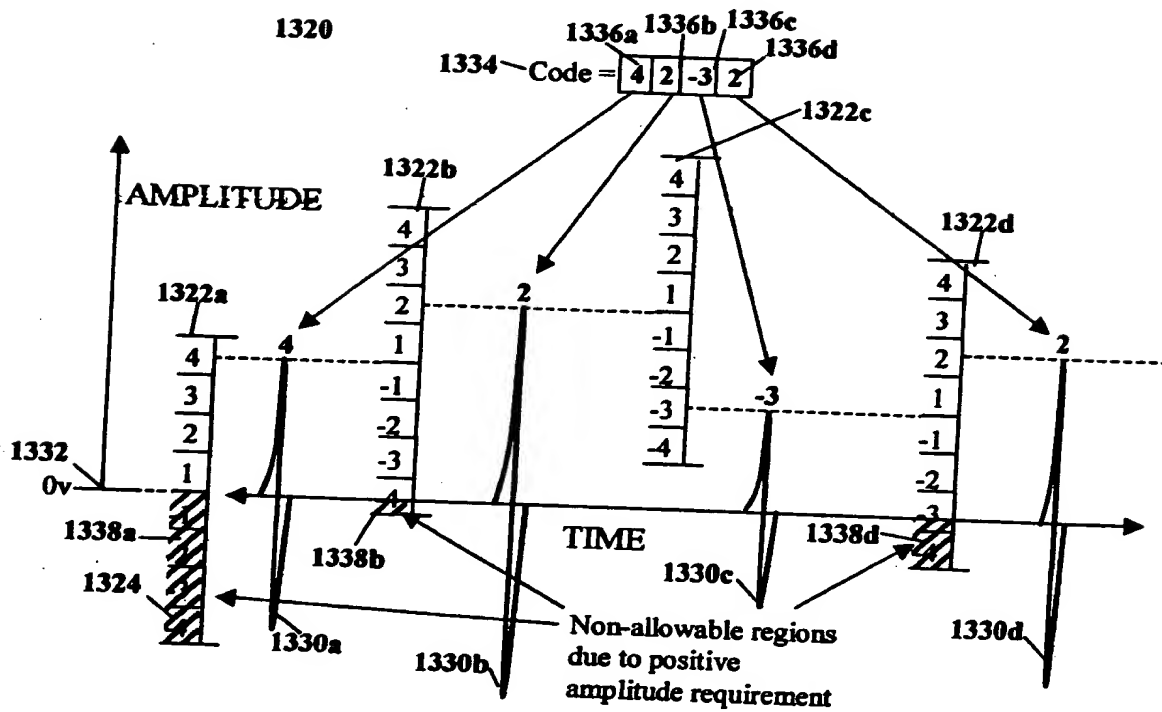 1320
1336a
1336b
1336c
1336d
1334
Code = 4 2 -3 2
1322c
AMPLITUDE
1322b
4
3
2
1
-1
-2
-3
4
3
2
1
-1
-2
-3
-4
1322d
4
3
2
1
-1
-2
-3
1322a
4
3
2
1
4
2
-3
2
1332
0v
1338a
1324
1338b
TIME
1338d
1330a
1330b
1330c
1330d
Non-allowable regions
due to positive
amplitude requirement